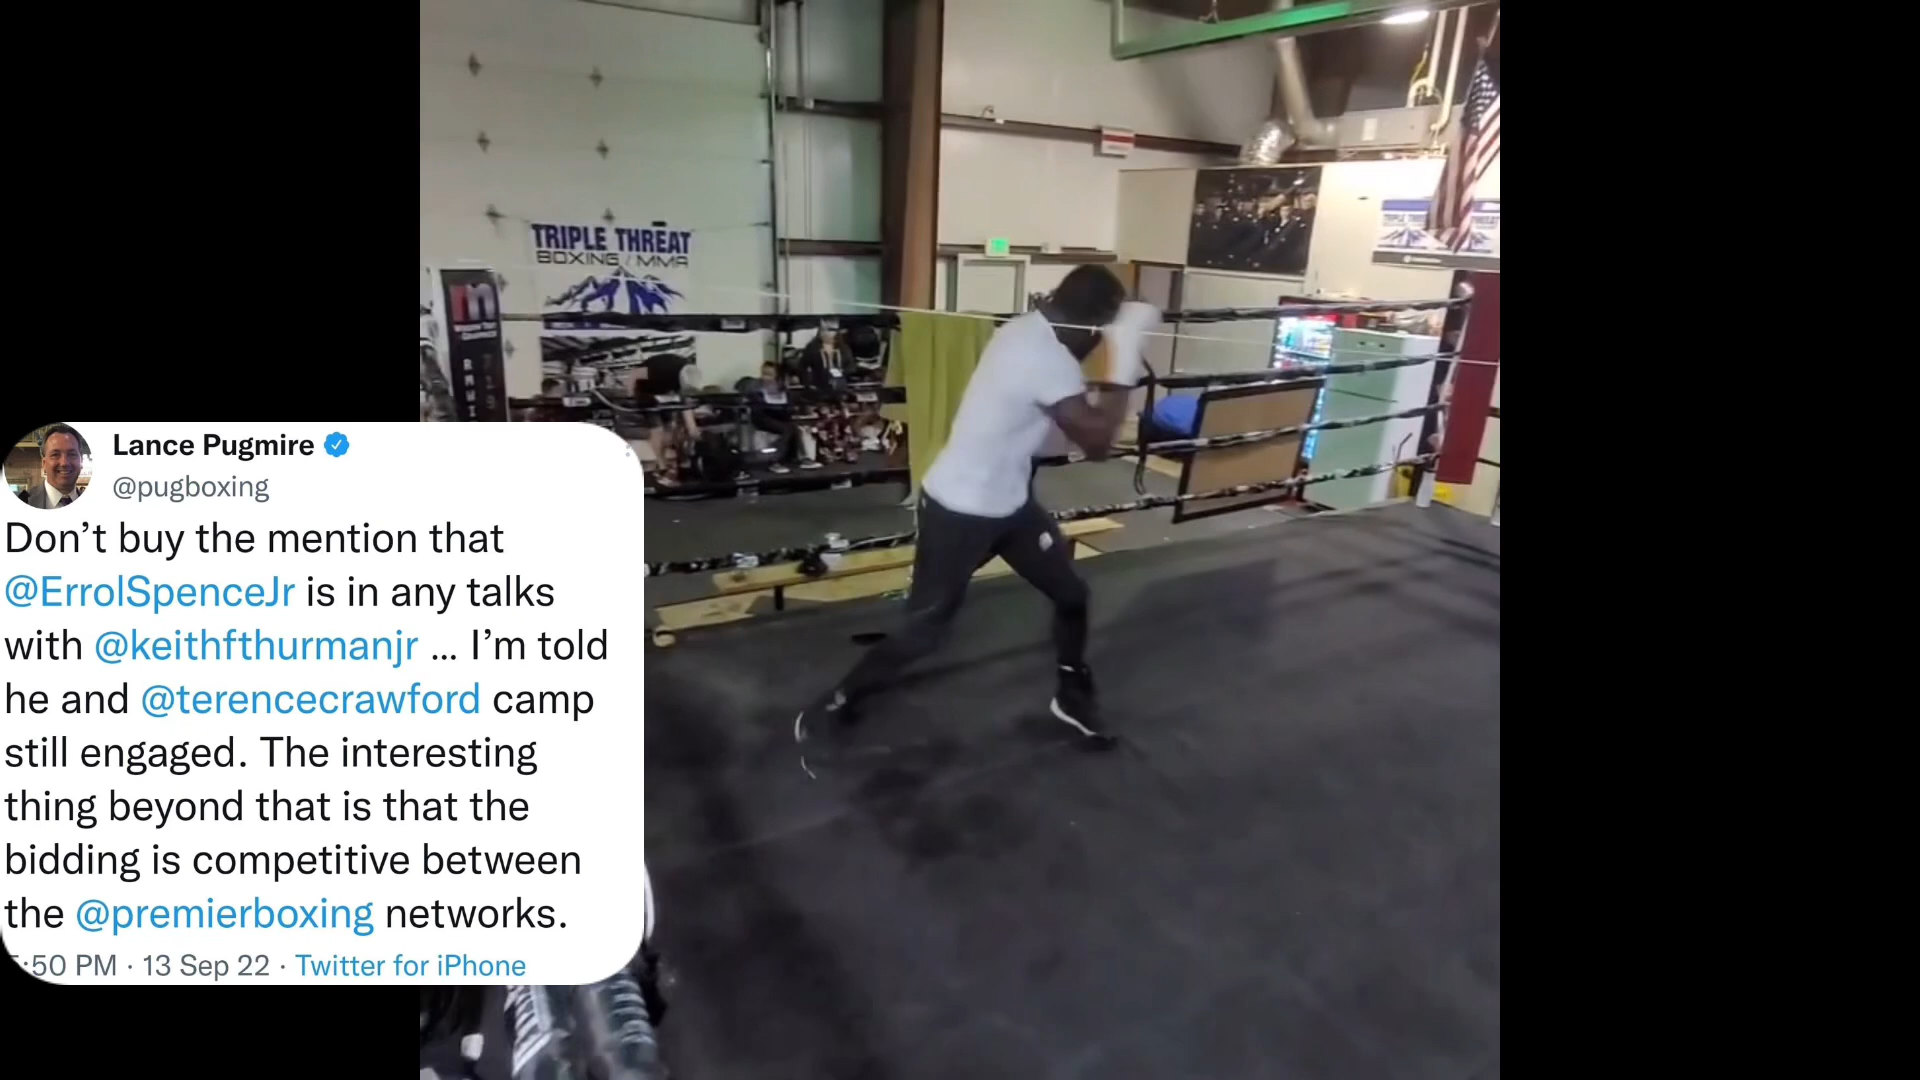 TRIPLE THREAT
BOXING / MMA
Lance Pugmire
@pugboxing
Don’t buy the mention that
@ErrolSpenceJr is in any talks
with @keithfthurmanjr ... I’m told
he and @terencecrawford camp
still engaged. The interesting
thing beyond that is that the
bidding is competitive between
the @premierboxing networks.
:50 PM · 13 Sep 22 · Twitter for iPhone